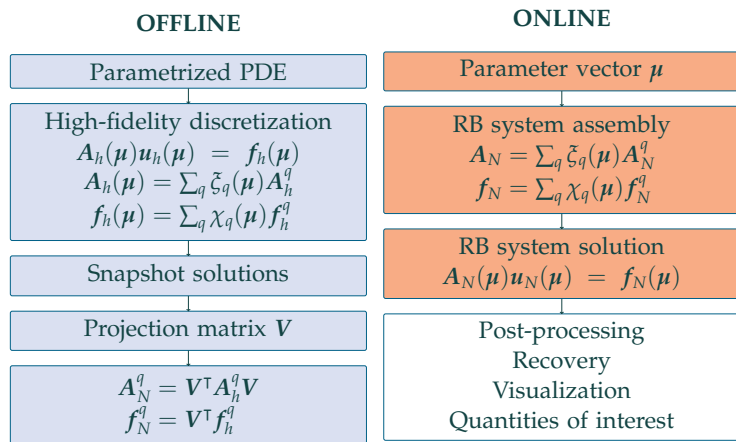 OFFLINE
Parametrized PDE
High-fidelity discretization
𝑨_h(𝝁)𝒖_h(𝝁) = 𝒇_h(𝝁)
𝑨_h(𝝁) = ∑_q ξ_q(𝝁)𝑨_h^q
𝒇_h(𝝁) = ∑_q χ_q(𝝁)𝒇_h^q
Snapshot solutions
Projection matrix 𝑽
𝑨_N^q = 𝑽^⊤𝑨_h^q𝑽
𝒇_N^q = 𝑽^⊤𝒇_h^q
ONLINE
Parameter vector 𝝁
RB system assembly
𝑨_N = ∑_q ξ_q(𝝁)𝑨_N^q
𝒇_N = ∑_q χ_q(𝝁)𝒇_N^q
RB system solution
𝑨_N(𝝁)𝒖_N(𝝁) = 𝒇_N(𝝁)
Post-processing
Recovery
Visualization
Quantities of interest